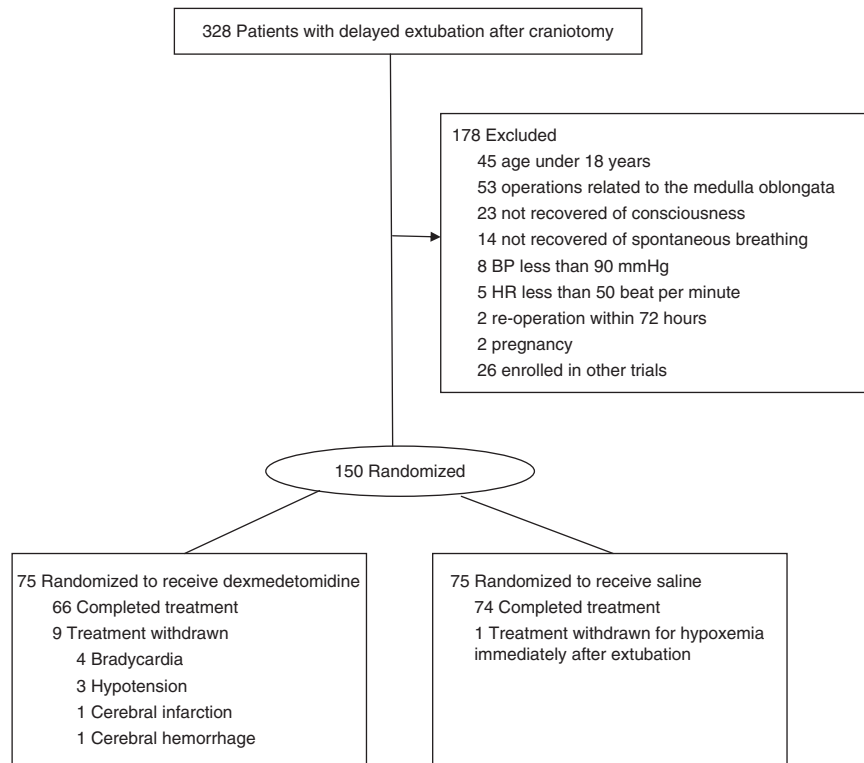 328 Patients with delayed extubation after craniotomy
178 Excluded
45 age under 18 years
53 operations related to the medulla oblongata
23 not recovered of consciousness
14 not recovered of spontaneous breathing
8 BP less than 90 mmHg
5 HR less than 50 beat per minute
2 re-operation within 72 hours
2 pregnancy
26 enrolled in other trials
150 Randomized
75 Randomized to receive dexmedetomidine
66 Completed treatment
9 Treatment withdrawn
4 Bradycardia
3 Hypotension
1 Cerebral infarction
1 Cerebral hemorrhage
75 Randomized to receive saline
74 Completed treatment
1 Treatment withdrawn for hypoxemia
immediately after extubation